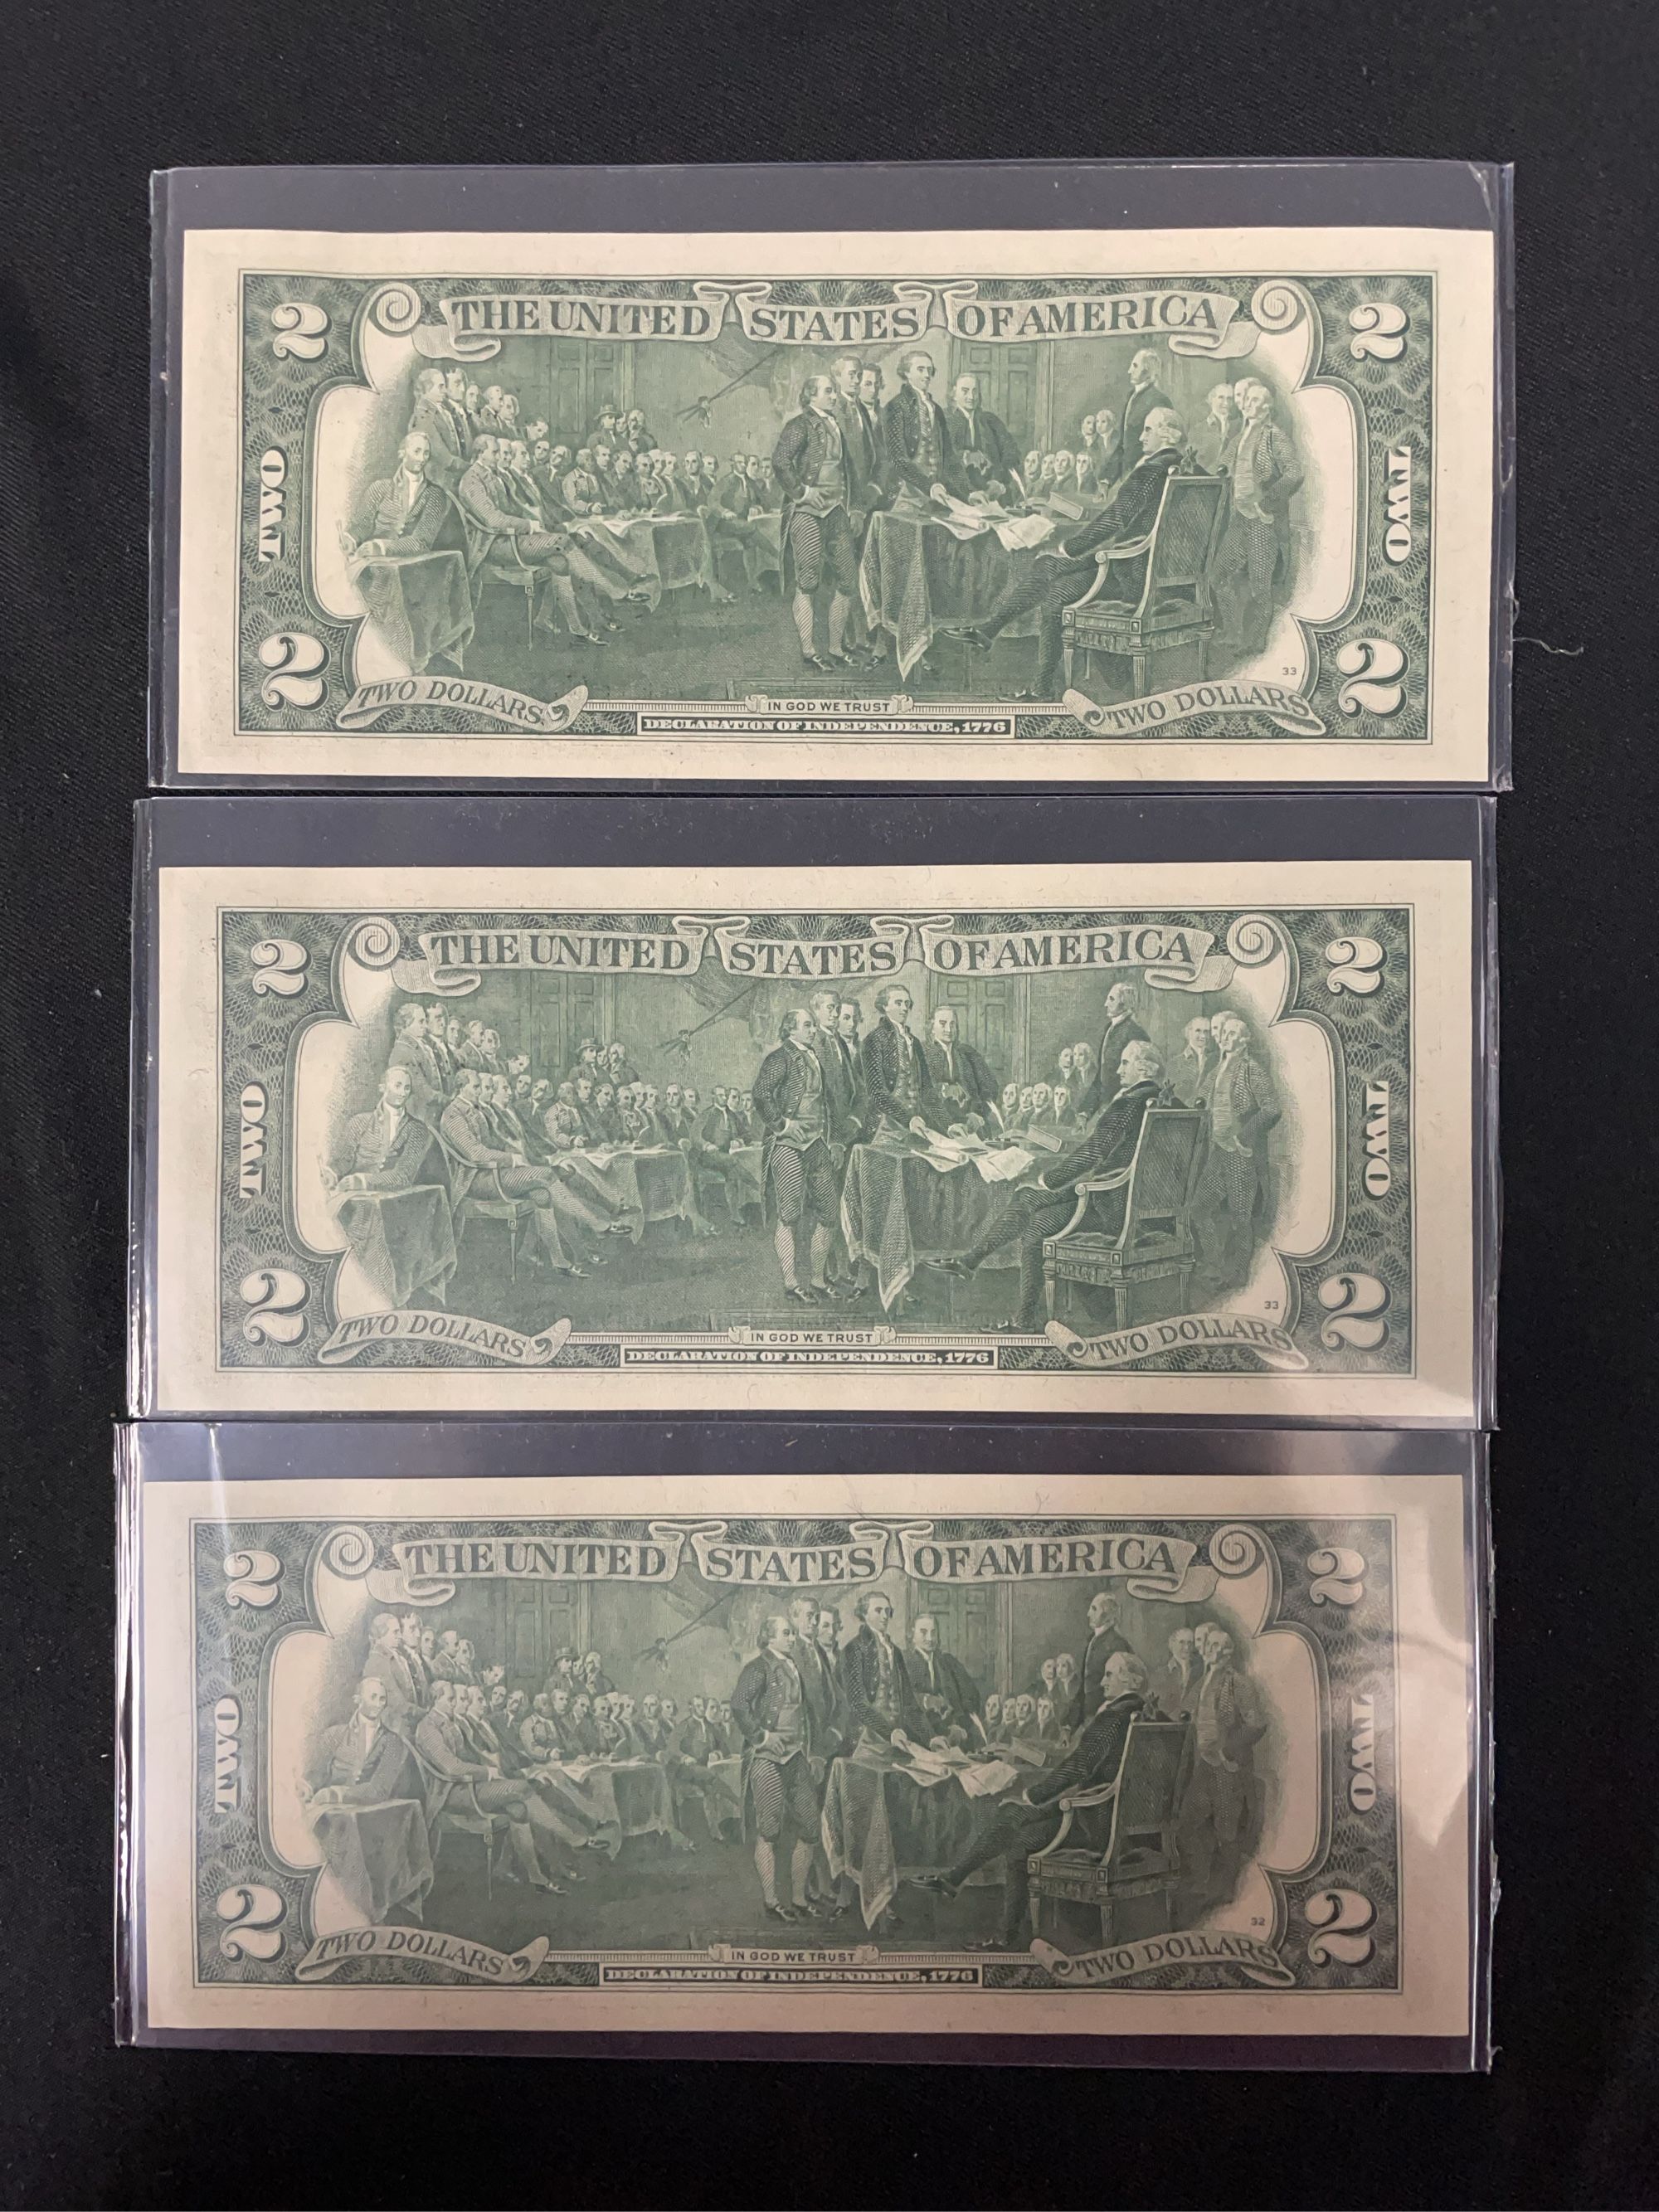 2 THE UNITED STATES OF AMERICA 2
TWO TWO
33
2 TWO DOLLARS IN GOD WE TRUST TWO DOLLARS 2
DECLARATION OF INDEPENDENCE, 1776
2 THE UNITED STATES OF AMERICA 2
TWO TWO
33
2 TWO DOLLARS IN GOD WE TRUST TWO DOLLARS 2
DECLARATION OF INDEPENDENCE, 1776
2 THE UNITED STATES OF AMERICA 2
TWO TWO
32
2 TWO DOLLARS IN GOD WE TRUST TWO DOLLARS 2
DECLARATION OF INDEPENDENCE, 1776